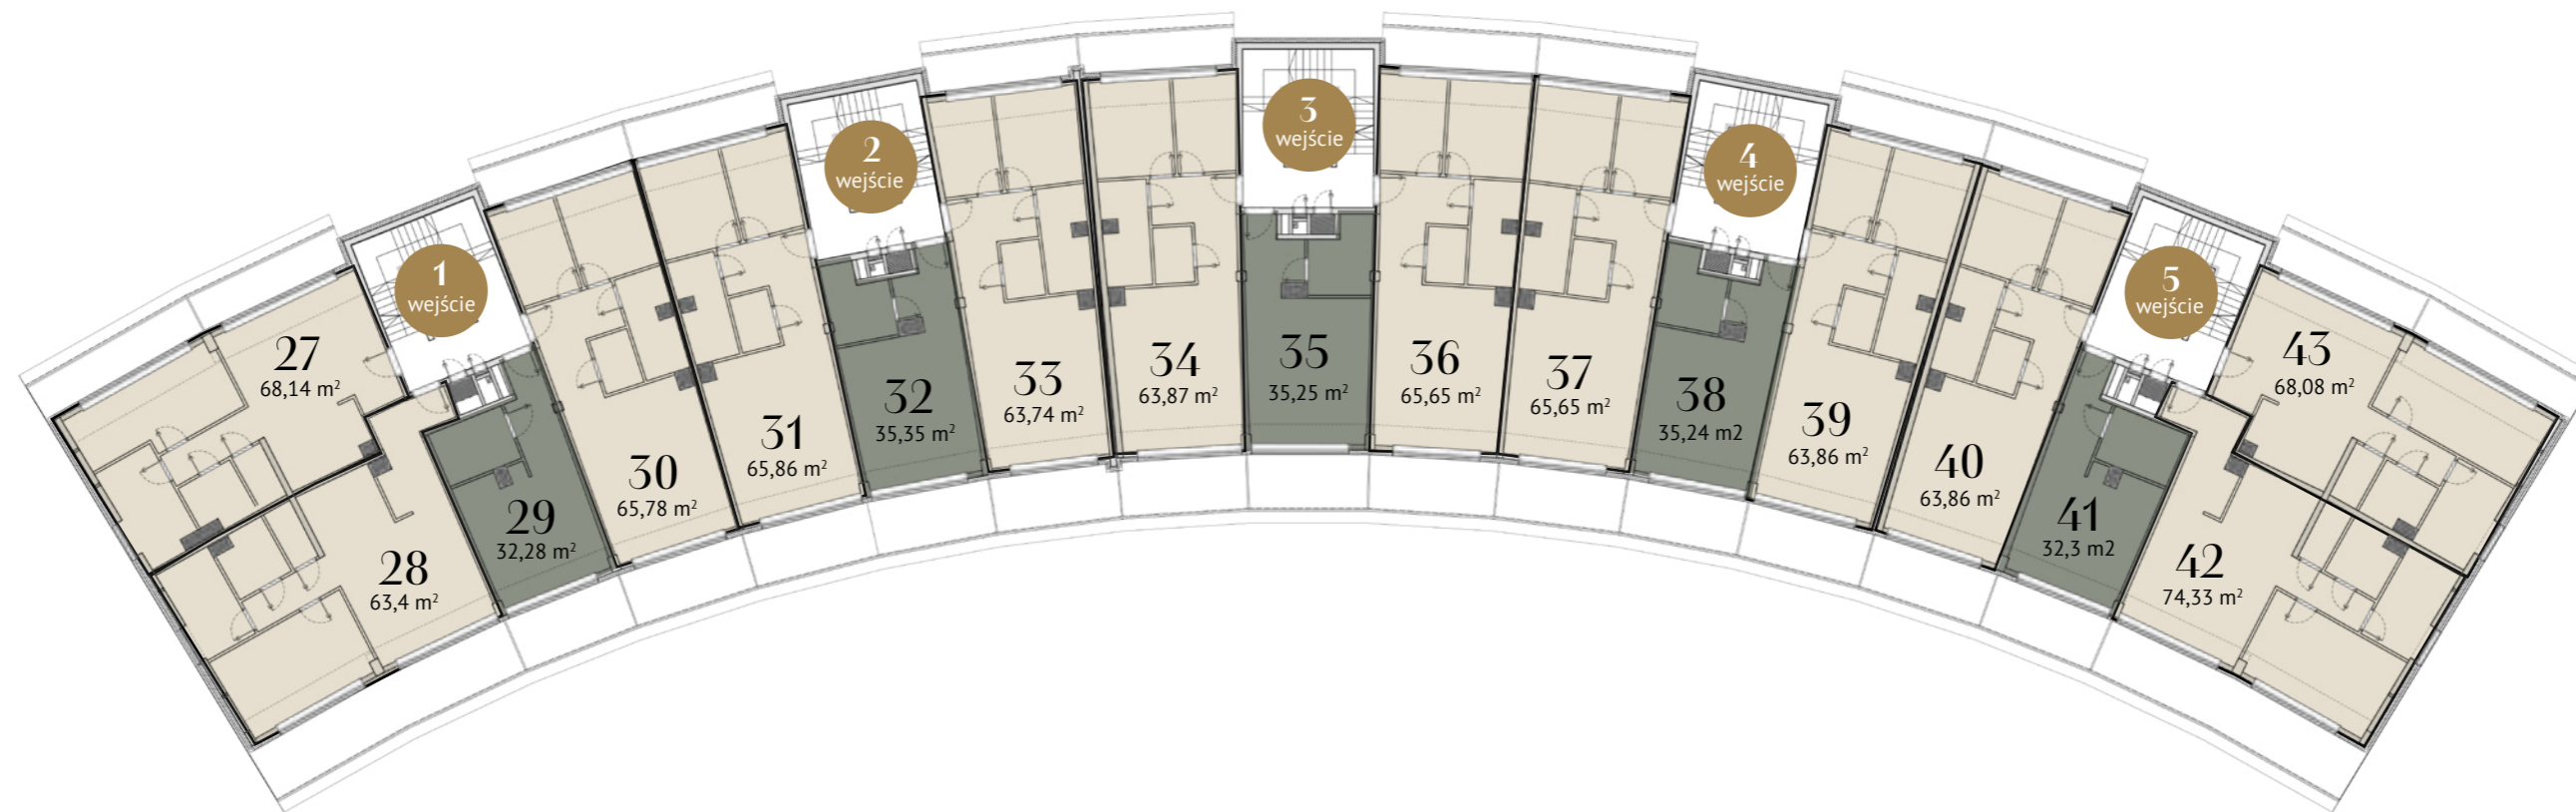 1
wejście
2
wejście
3
wejście
4
wejście
5
wejście
27
68,14 m²
28
63,4 m²
29
32,28 m²
30
65,78 m²
31
65,86 m²
32
35,35 m²
33
63,74 m²
34
63,87 m²
35
35,25 m²
36
65,65 m²
37
65,65 m²
38
35,24 m2
39
63,86 m²
40
63,86 m²
41
32,3 m2
42
74,33 m²
43
68,08 m²